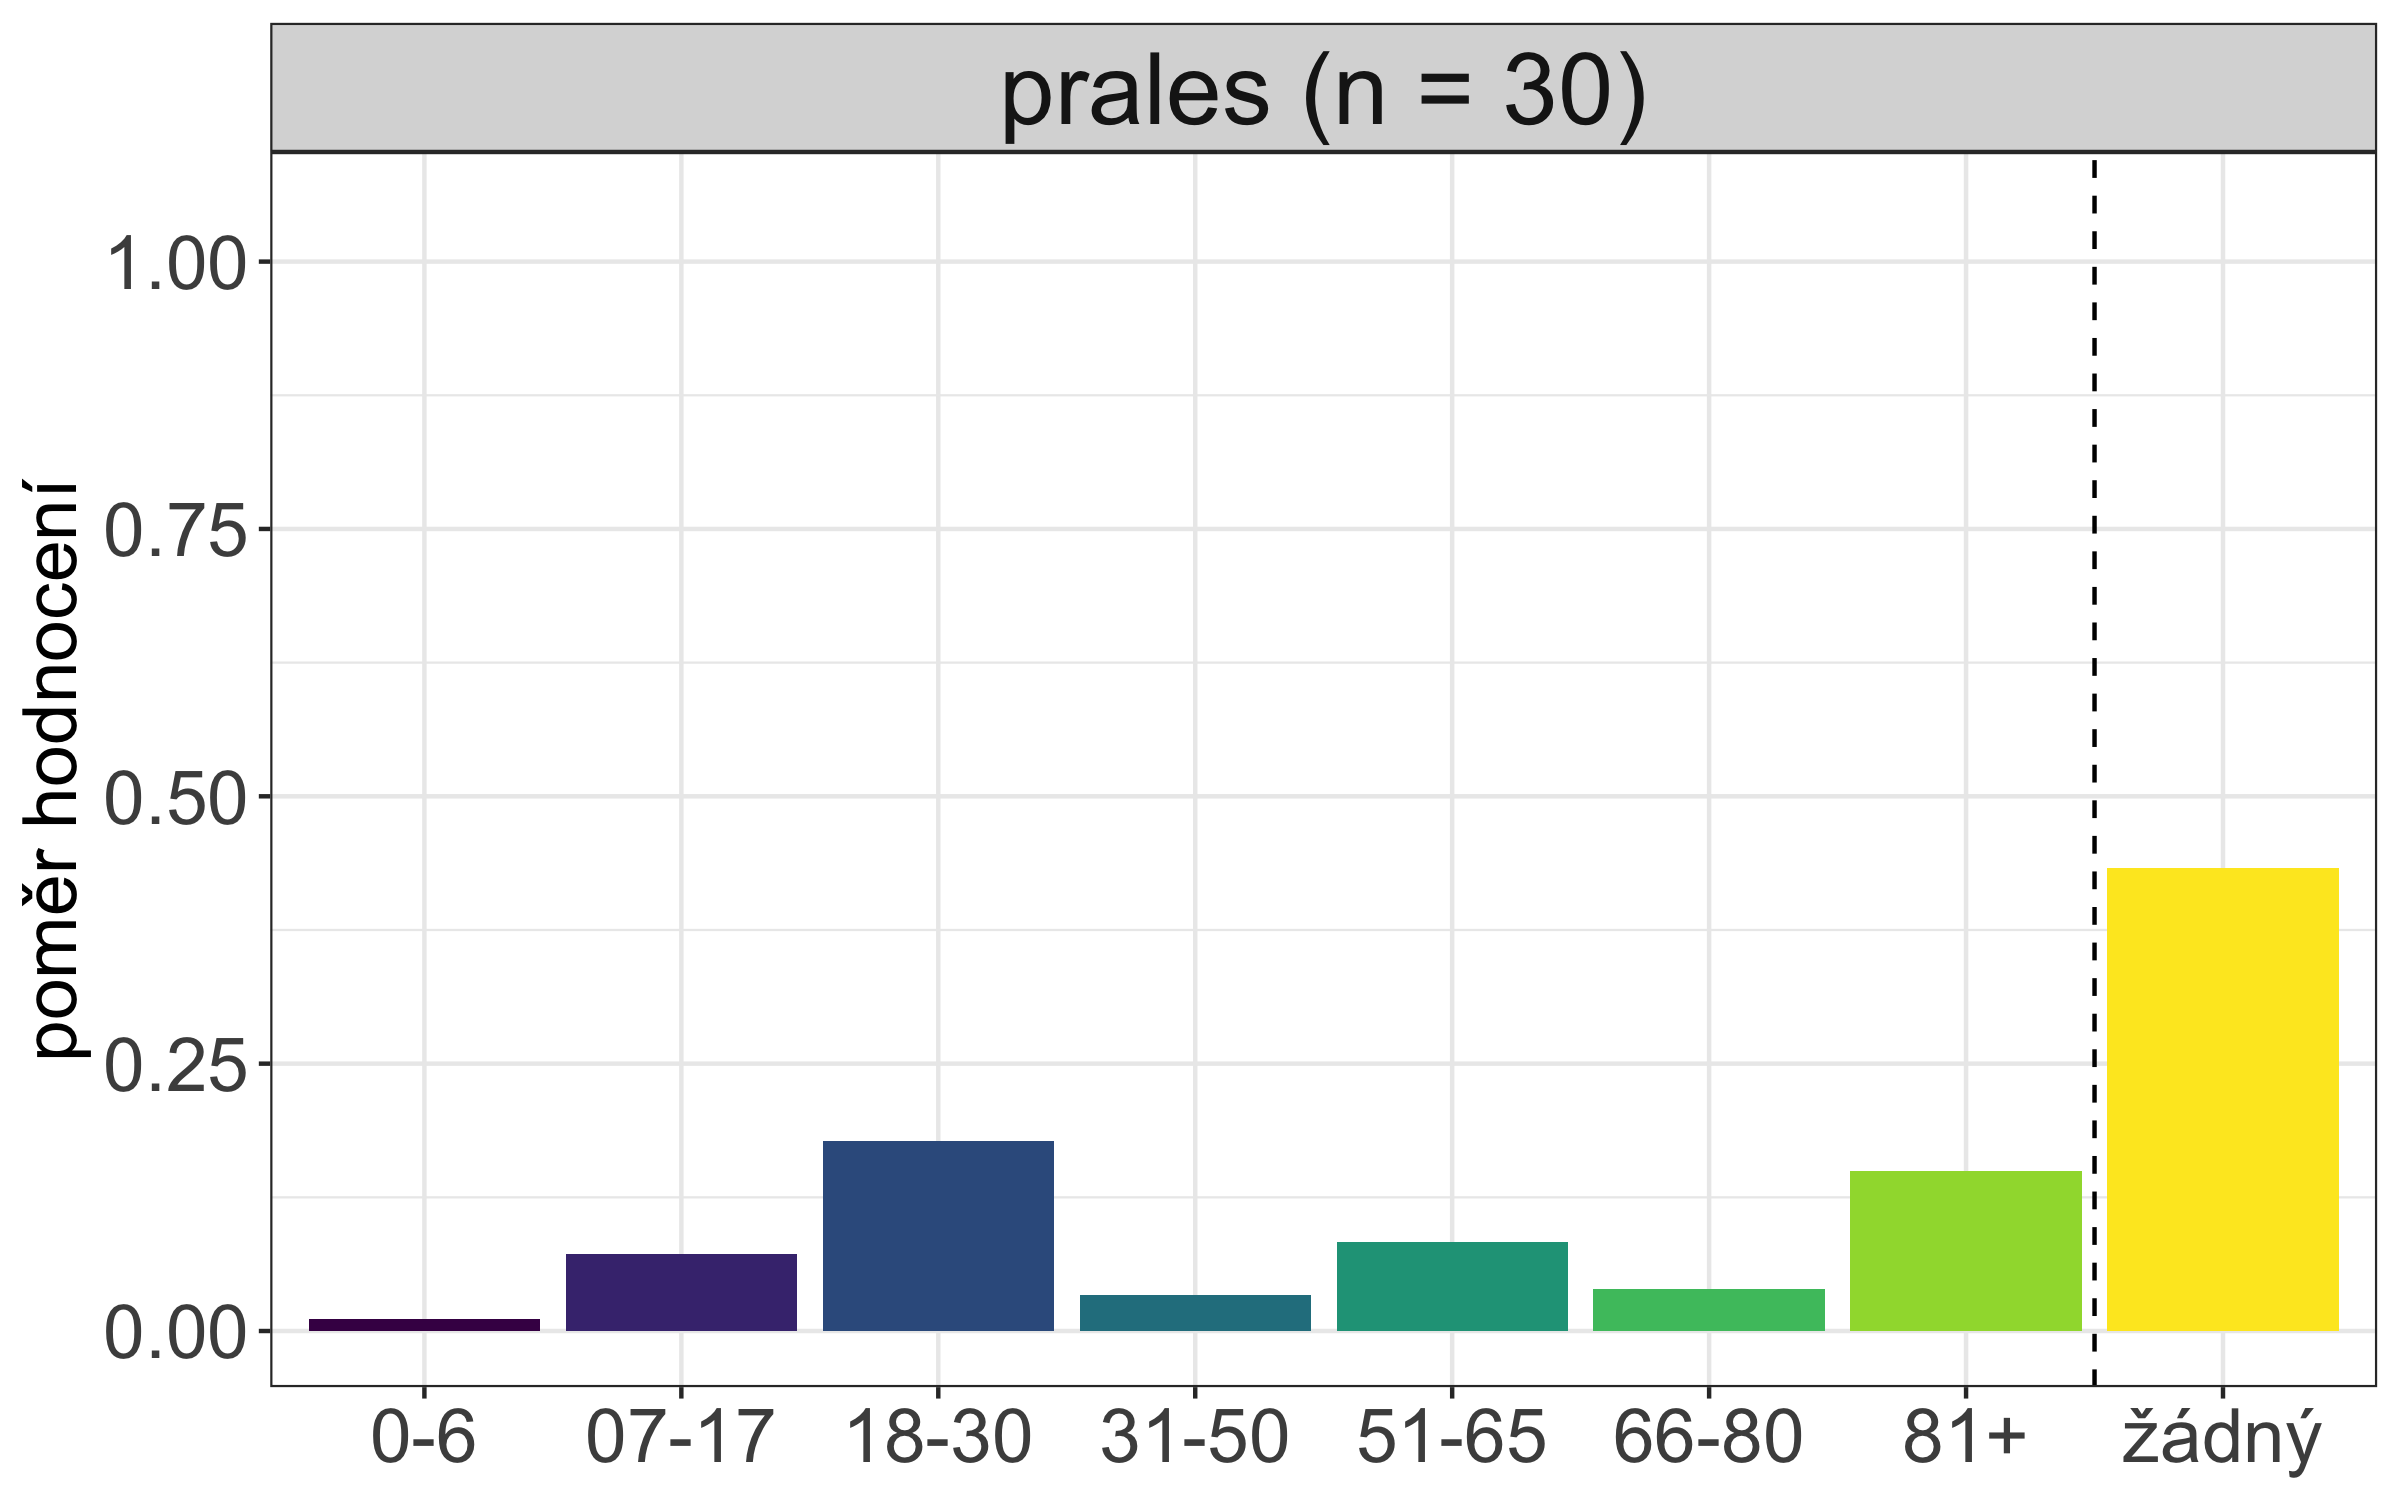 prales (n = 30)
poměr hodnocení
1.00
0.75
0.50
0.25
0.00
0-6 07-17 18-30 31-50 51-65 66-80 81+ žádný